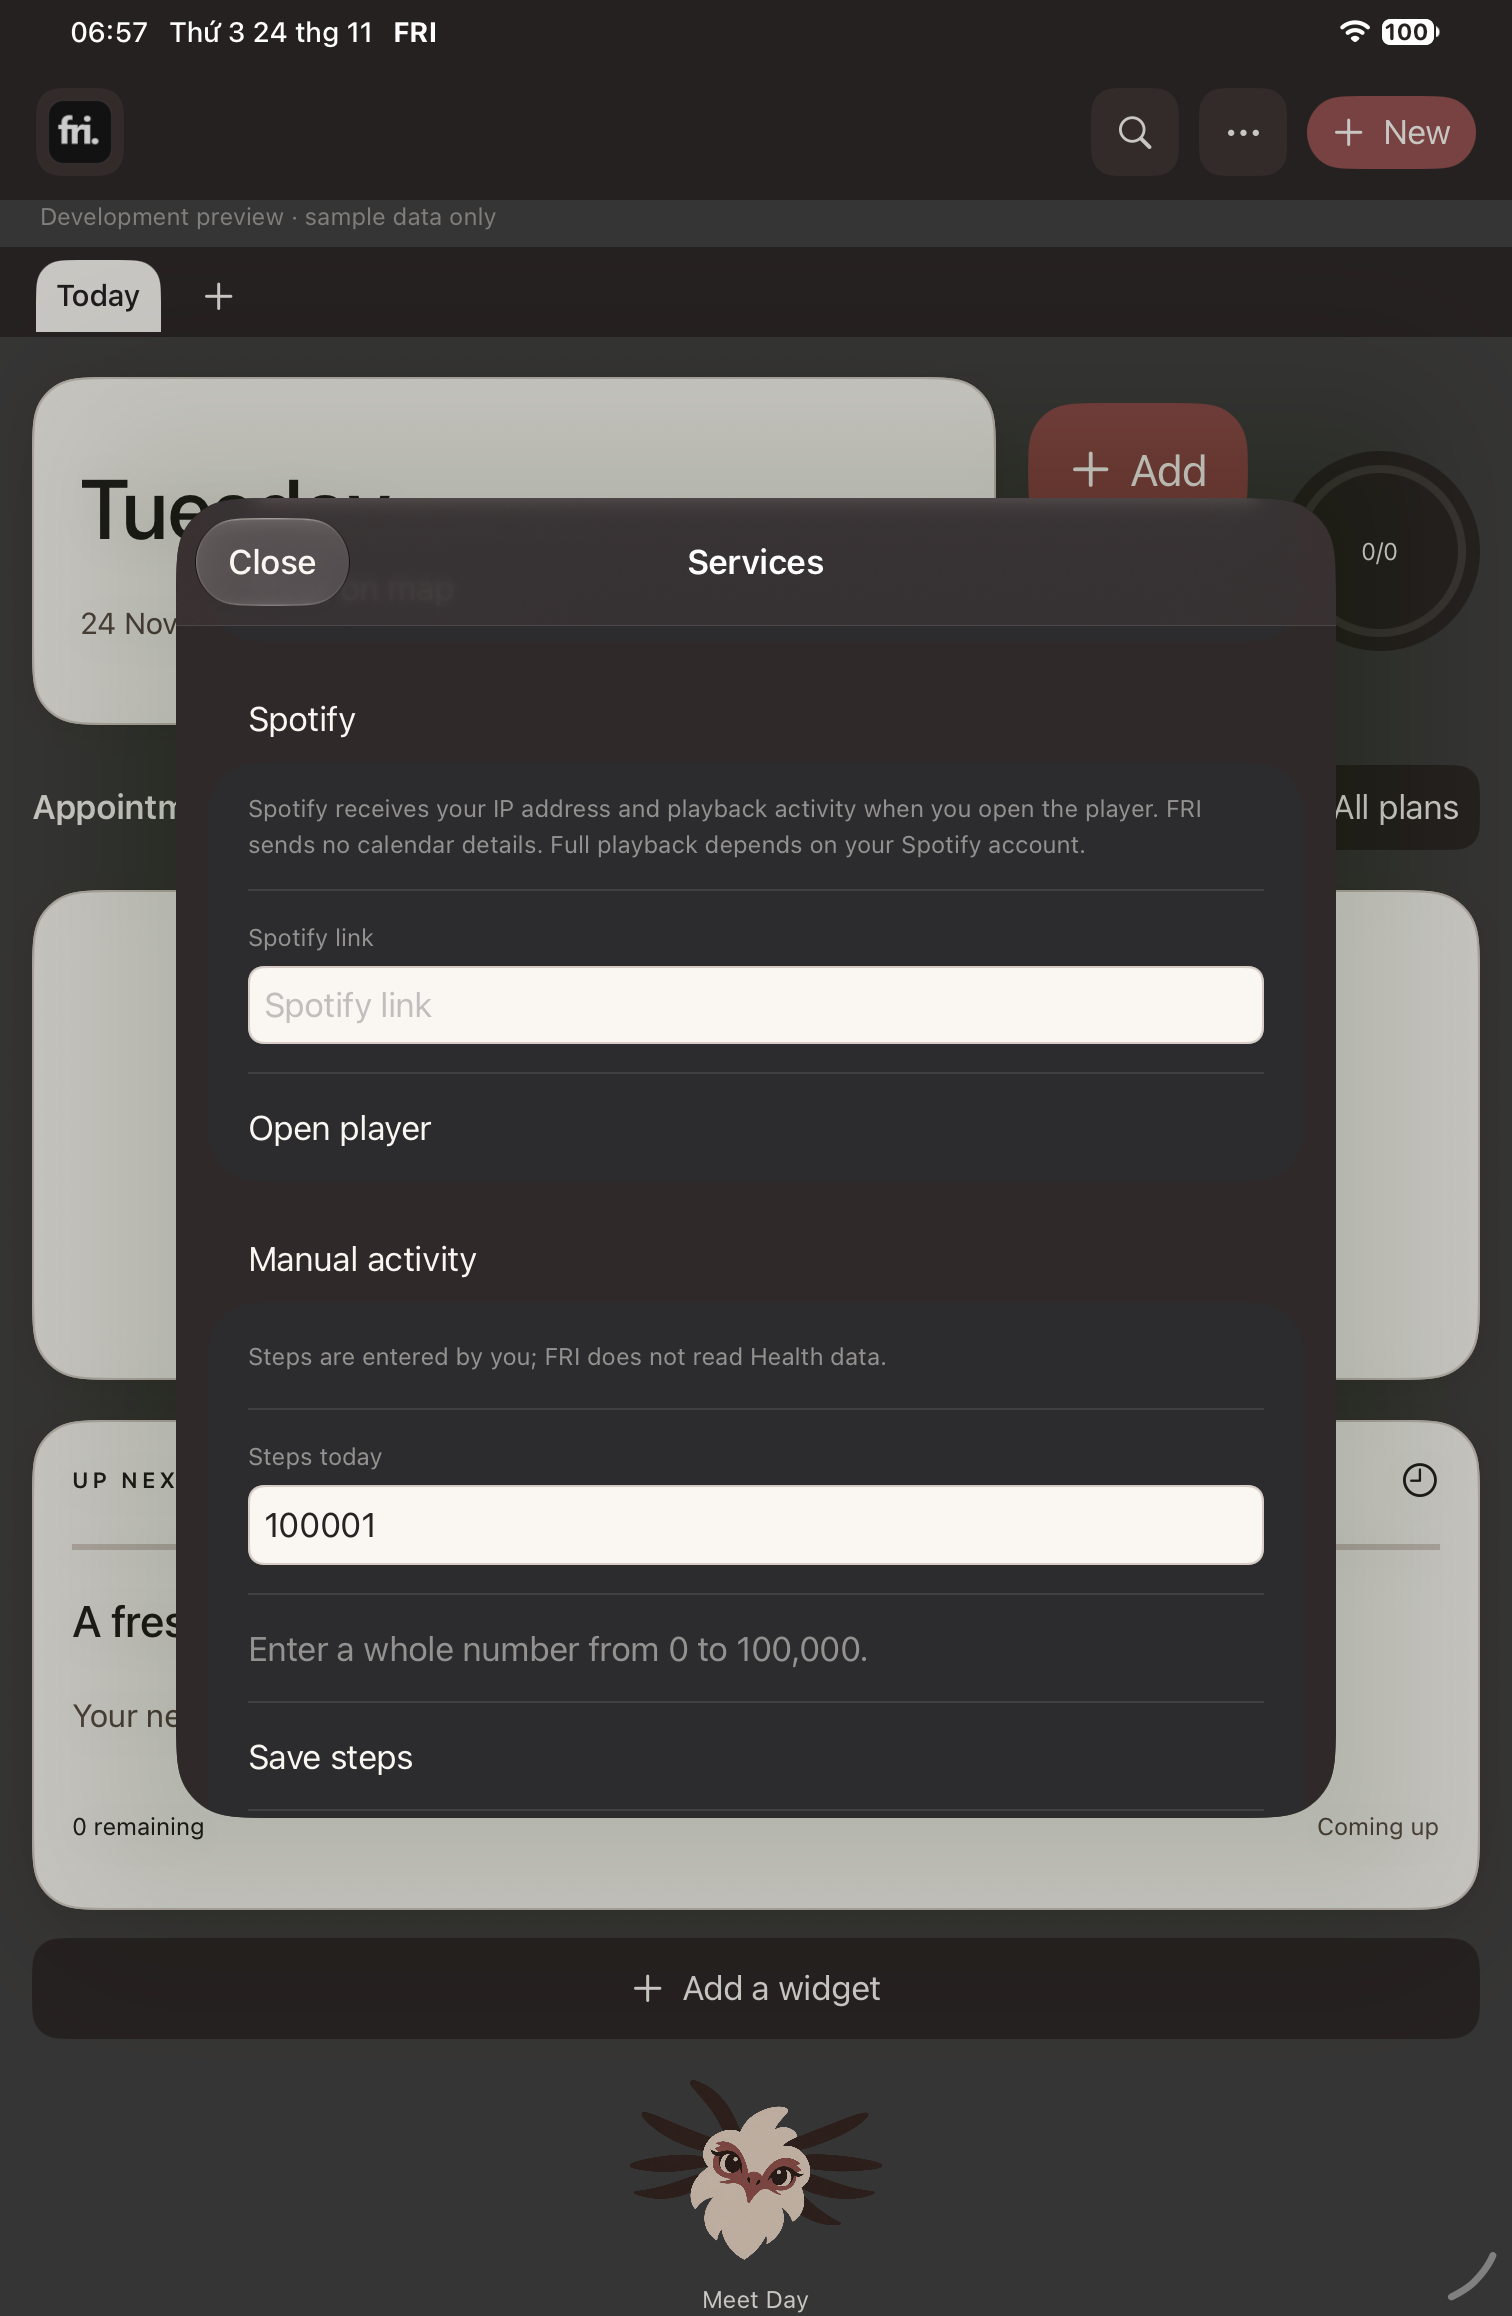 06:57 Thứ 3 24 thg 11 FRI
100
fri.
New
Development preview · sample data only
Today
Add
0/0
24 Nov
Close
Services
on map
Spotify
Spotify receives your IP address and playback activity when you open the player. FRI
sends no calendar details. Full playback depends on your Spotify account.
Spotify link
Spotify link
Open player
All plans
Manual activity
Steps are entered by you; FRI does not read Health data.
Steps today
100001
Enter a whole number from 0 to 100,000.
Save steps
UP NEX
A fres
Your ne
0 remaining
Coming up
Add a widget
Meet Day